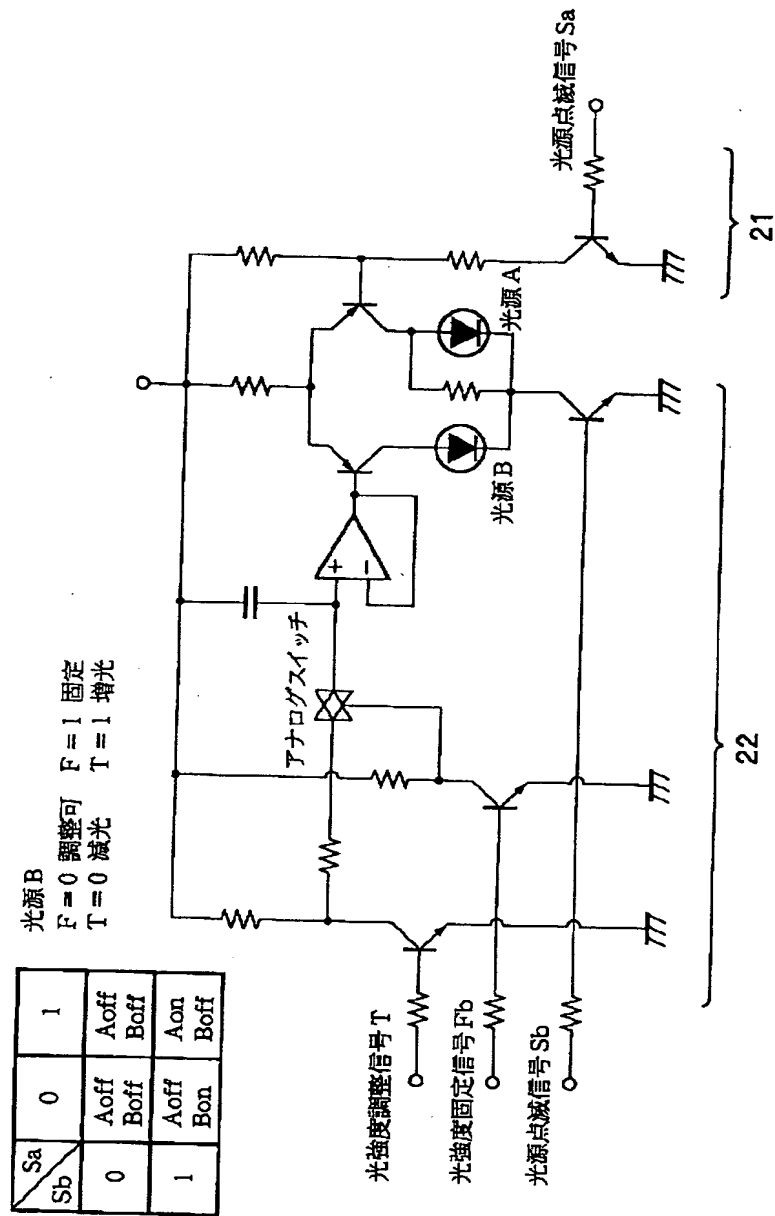 Sa
Sb
0
1
0
Aoff
Boff
Aoff
Boff
1
Aoff
Bon
Aon
Boff
光源B
F=0 調整可 F=1 固定
T=0 減光 T=1 増光
アナログスイッチ
+
−
光源B
光源A
光強度調整信号T
光強度固定信号Fb
光源点滅信号Sb
光源点滅信号Sa
22
21